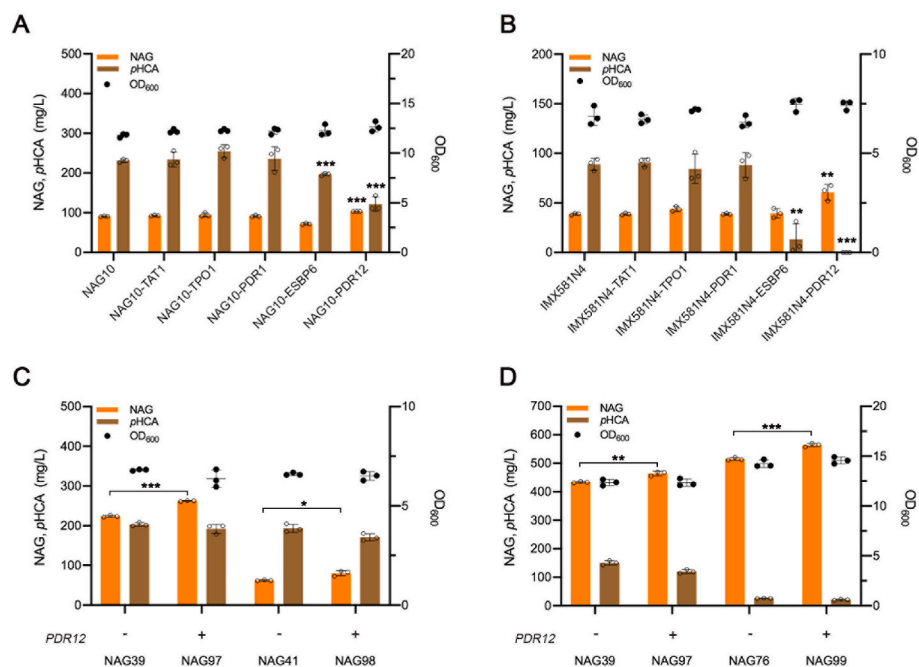 A
NAG
pHCA
OD600
NAG, pHCA (mg/L)
500
400
300
200
100
0
20
15
10
5
0
OD600
***
***
***
NAG10
NAG10-TAT1
NAG10-TPO1
NAG10-PDR1
NAG10-ESBP6
NAG10-PDR12
B
NAG
pHCA
OD600
NAG, pHCA (mg/L)
200
150
100
50
0
10
5
0
OD600
**
**
***
IMX581N4
IMX581N4-TAT1
IMX581N4-TPO1
IMX581N4-PDR1
IMX581N4-ESBP6
IMX581N4-PDR12
C
NAG
pHCA
OD600
NAG, pHCA (mg/L)
500
400
300
200
100
0
10
5
0
OD600
***
*
PDR12 - + - +
NAG39 NAG97 NAG41 NAG98
D
NAG
pHCA
OD600
NAG, pHCA (mg/L)
700
600
500
400
300
200
100
0
20
15
10
5
0
OD600
**
***
PDR12 - + - +
NAG39 NAG97 NAG76 NAG99